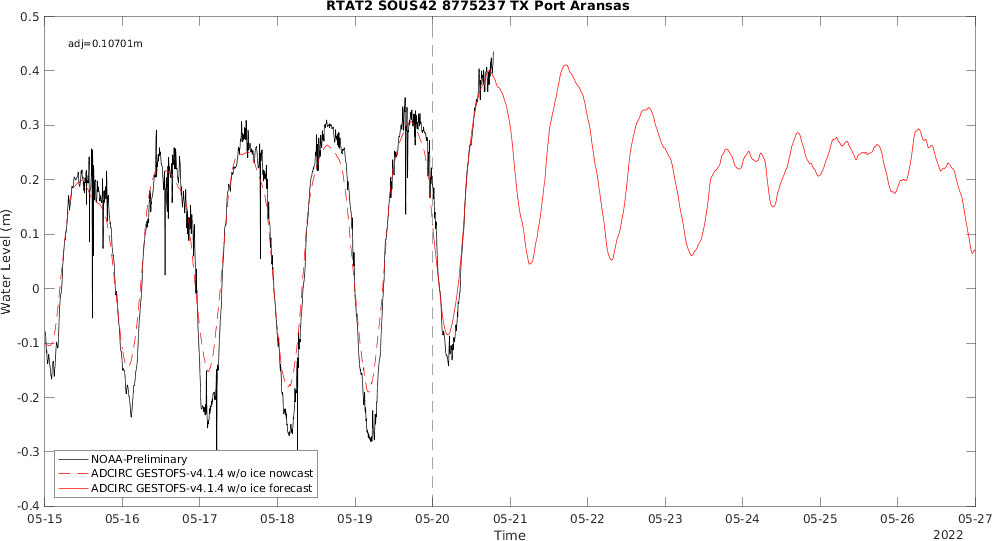 RTAT2 SOUS42 8775237 TX Port Aransas
adj=0.10701m
0.5
0.4
0.3
0.2
0.1
0
-0.1
-0.2
-0.3
-0.4
Water Level (m)
NOAA-Preliminary
ADCIRC GESTOFS-v4.1.4 w/o ice nowcast
ADCIRC GESTOFS-v4.1.4 w/o ice forecast
05-15 05-16 05-17 05-18 05-19 05-20 05-21 05-22 05-23 05-24 05-25 05-26 05-27
Time
2022